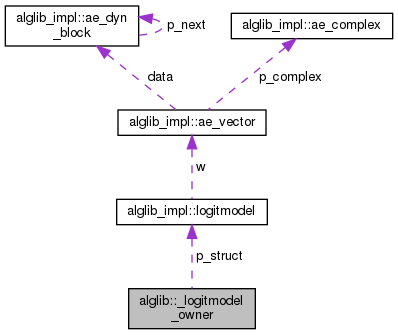 alglib_impl::ae_dyn
_block
p_next
alglib_impl::ae_complex
data
p_complex
alglib_impl::ae_vector
w
alglib_impl::logitmodel
p_struct
alglib::_logitmodel
_owner